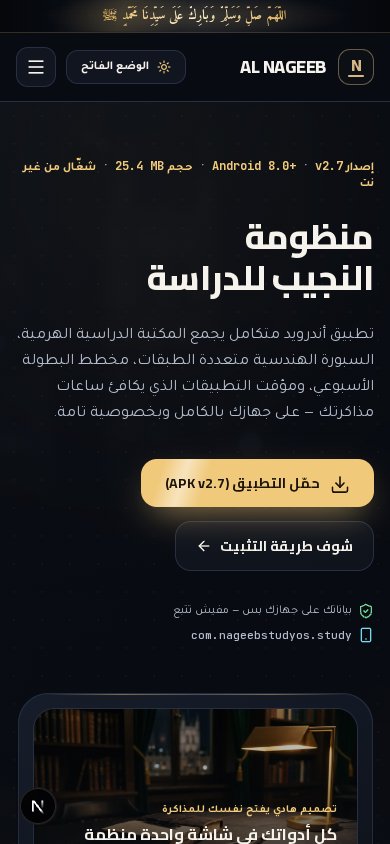 اللَّهُمَّ صَلِّ وَسَلِّمْ وَبَارِكْ عَلَى سَيِّدِنَا مُحَمَّدٍ ﷺ
N AL NAGEEB
الوضع الفاتح
إصدار v2.7 · Android 8.0+ · حجم 25.4 MB · شغّال من غير
نت
منظومة
النجيب للدراسة
تطبيق أندرويد متكامل يجمع المكتبة الدراسية الهرمية،
السبورة الهندسية متعددة الطبقات، مخطط البطولة
الأسبوعي، ومؤقت التطبيقات الذي يكافئ ساعات
مذاكرتك — على جهازك بالكامل وبخصوصية تامة.
حمّل التطبيق (APK v2.7)
شوف طريقة التثبيت ←
بياناتك على جهازك بس — مفيش تتبع
com.nageebstudyos.study
تصميم هادي يفتح نفسك للمذاكرة
كل أدواتك في شاشة واحدة منظمة
N